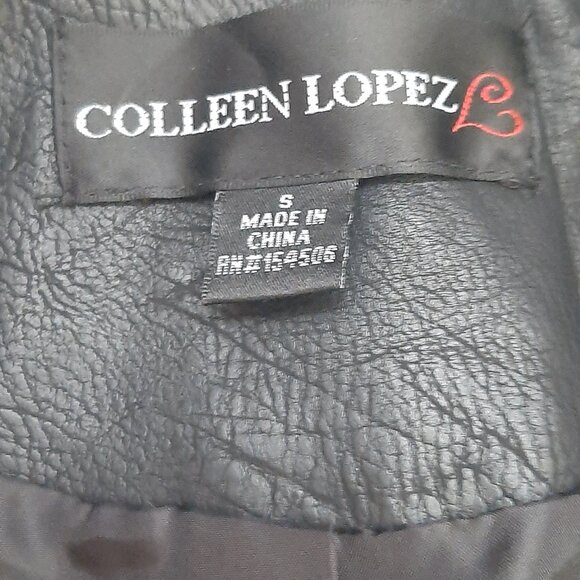 COLLEEN LOPEZ L
S
MADE IN
CHINA
RN#154506